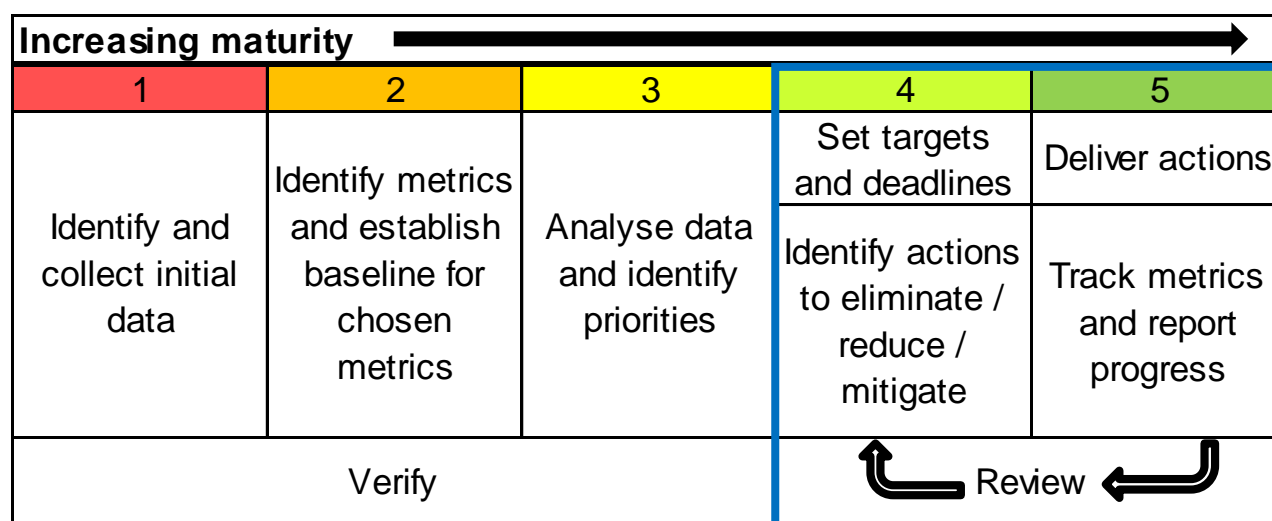 Increasing maturity
1
2
3
4
5
Identify and
collect initial
data
Identify metrics
and establish
baseline for
chosen
metrics
Analyse data
and identify
priorities
Set targets
and deadlines
Identify actions
to eliminate /
reduce /
mitigate
Deliver actions
Track metrics
and report
progress
Verify
Review